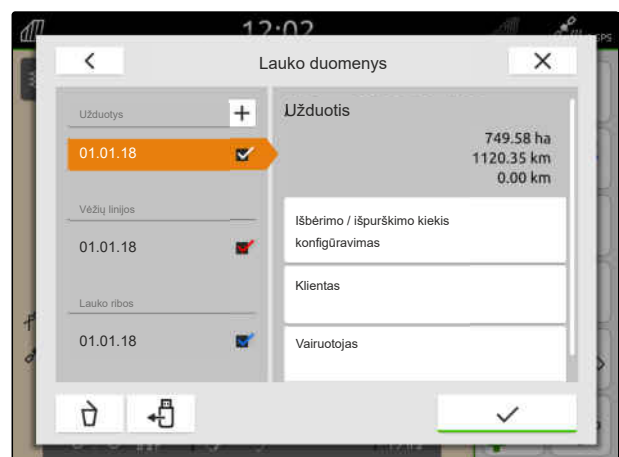 12:02
GPS
Lauko duomenys
Užduotys
Užduotis
01.01.18
749.58 ha
1120.35 km
0.00 km
Vėžių linijos
01.01.18
Išbėrimo / išpurškimo kiekis
konfigūravimas
Klientas
Lauko ribos
01.01.18
Vairuotojas